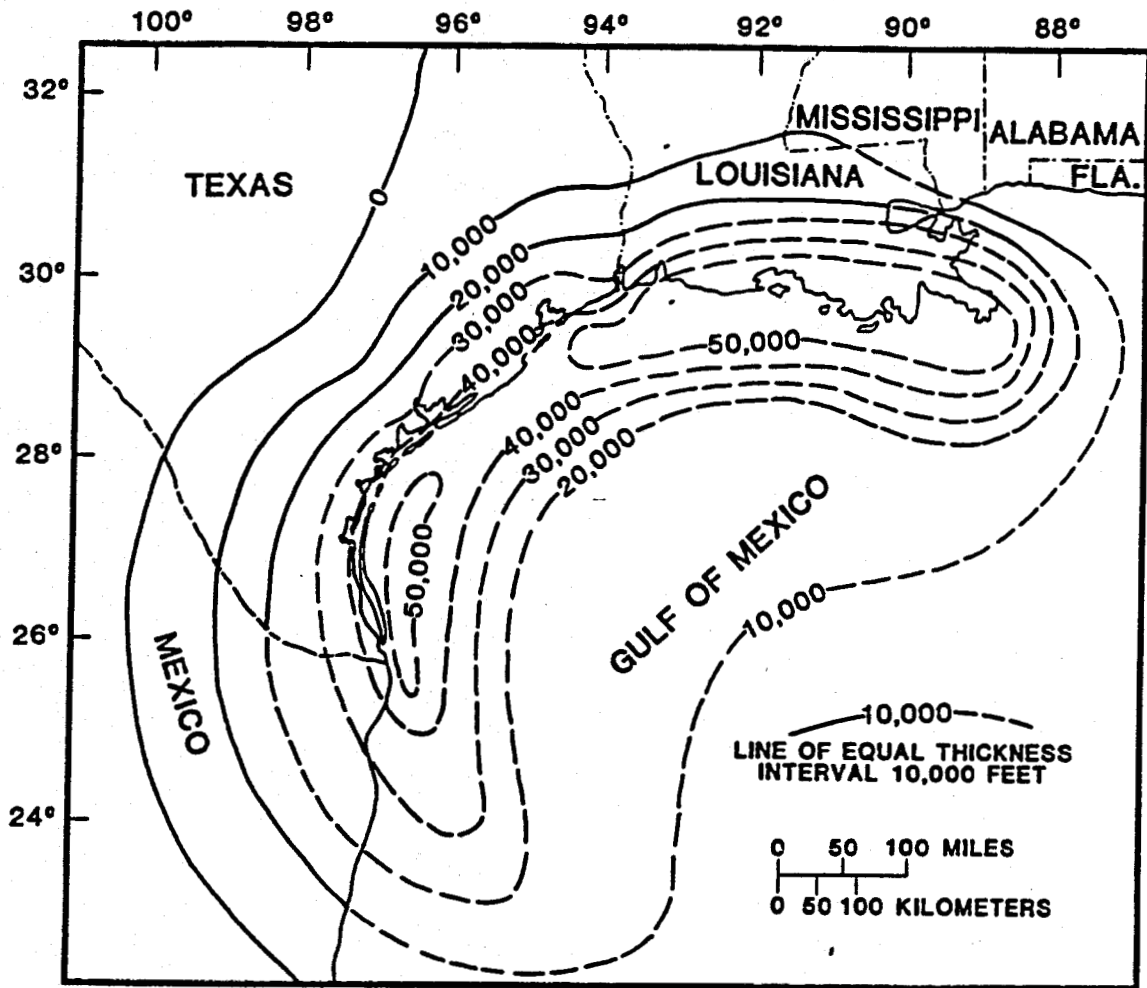 100° 98° 96° 94° 92° 90° 88°
32°
30°
28°
26°
24°
MISSISSIPPI
ALABAMA
FLA.
LOUISIANA
TEXAS
0
10,000
20,000
30,000
40,000
50,000
40,000
30,000
20,000
50,000
GULF OF MEXICO
10,000
MEXICO
10,000
LINE OF EQUAL THICKNESS
INTERVAL 10,000 FEET
0 50 100 MILES
0 50 100 KILOMETERS